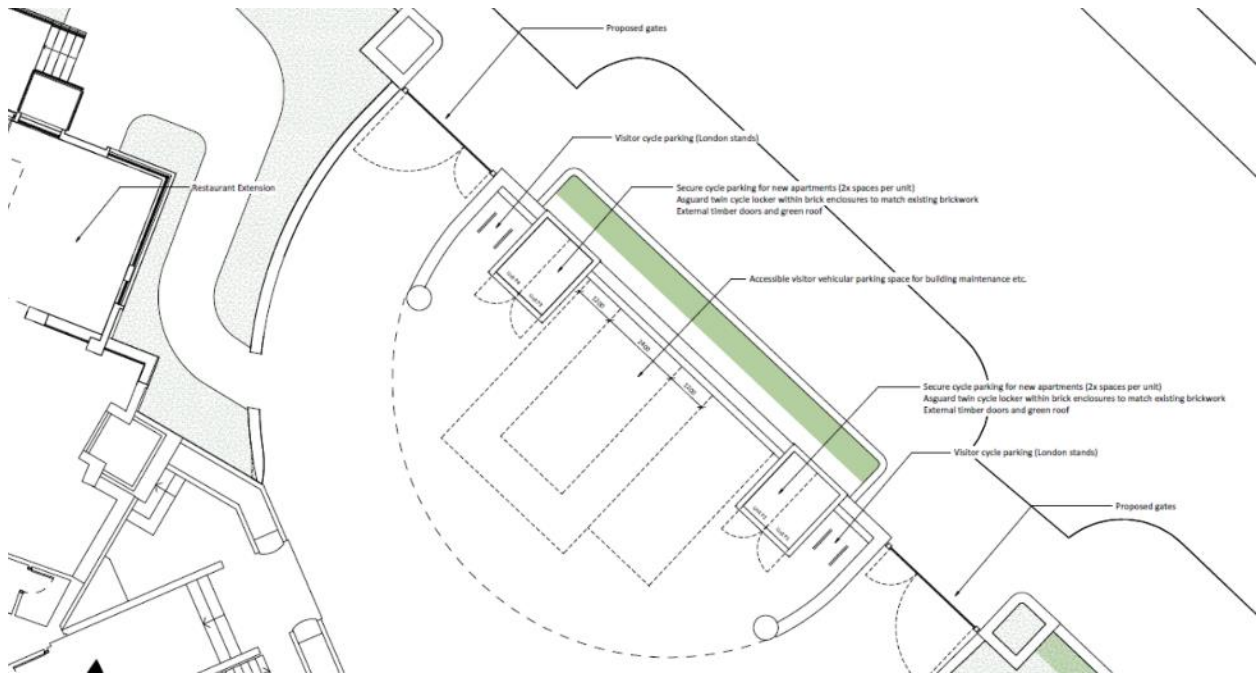 Proposed gates
Visitor cycle parking (London stands)
Restaurant Extension
Secure cycle parking for new apartments (2x spaces per unit)
Asguard twin cycle locker within brick enclosures to match existing brickwork
External timber doors and green roof
Accessible visitor vehicular parking space for building maintenance etc.
1200
2400
1200
Secure cycle parking for new apartments (2x spaces per unit)
Asguard twin cycle locker within brick enclosures to match existing brickwork
External timber doors and green roof
Visitor cycle parking (London stands)
Proposed gates